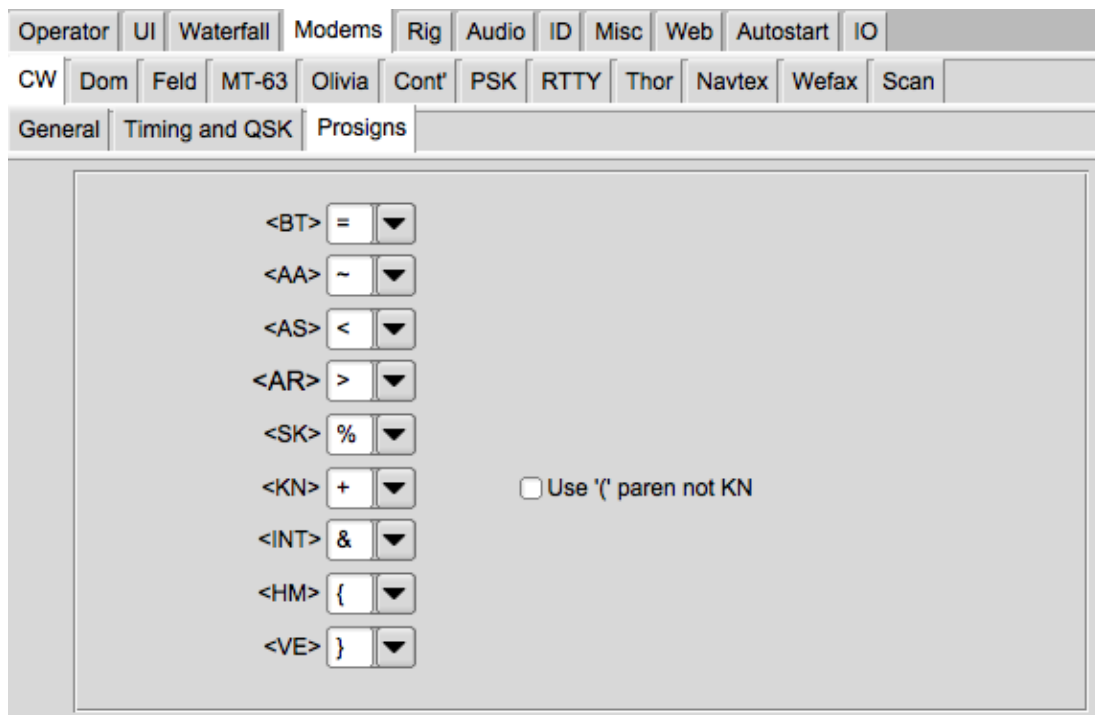 Operator UI Waterfall Modems Rig Audio ID Misc Web Autostart IO
CW Dom Feld MT-63 Olivia Cont' PSK RTTY Thor Navtex Wefax Scan
General Timing and QSK Prosigns
<BT> =
<AA> ~
<AS> <
<AR> >
<SK> %
<KN> + Use '(' paren not KN
<INT> &
<HM> {
<VE> }